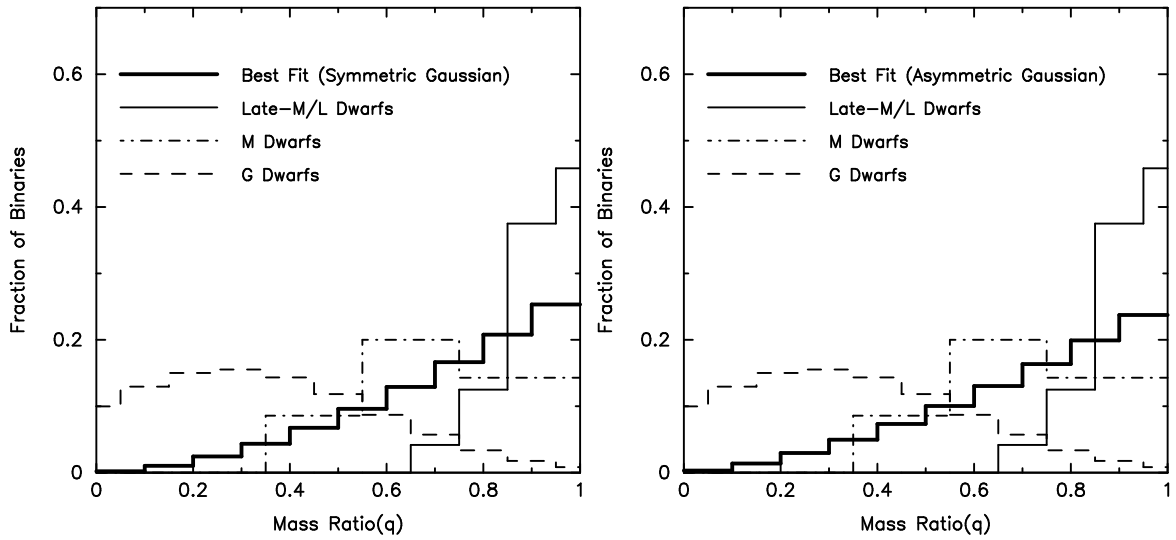 0.6
0.4
0.2
0
Fraction of Binaries
Best Fit (Symmetric Gaussian)
Late-M/L Dwarfs
M Dwarfs
G Dwarfs
0 0.2 0.4 0.6 0.8 1
Mass Ratio(q)
0.6
0.4
0.2
0
Fraction of Binaries
Best Fit (Asymmetric Gaussian)
Late-M/L Dwarfs
M Dwarfs
G Dwarfs
0 0.2 0.4 0.6 0.8 1
Mass Ratio(q)